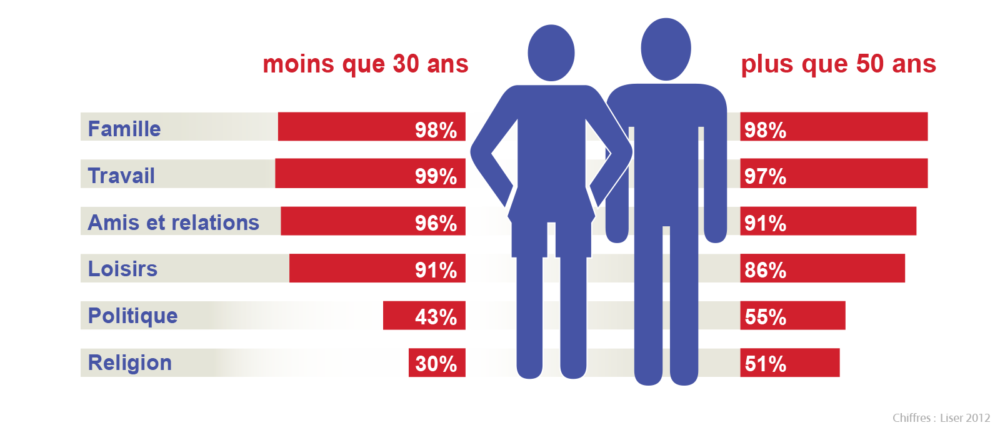 moins que 30 ans plus que 50 ans
Famille 98% 98%
Travail 99% 97%
Amis et relations 96% 91%
Loisirs 91% 86%
Politique 43% 55%
Religion 30% 51%
Chiffres : Liser 2012